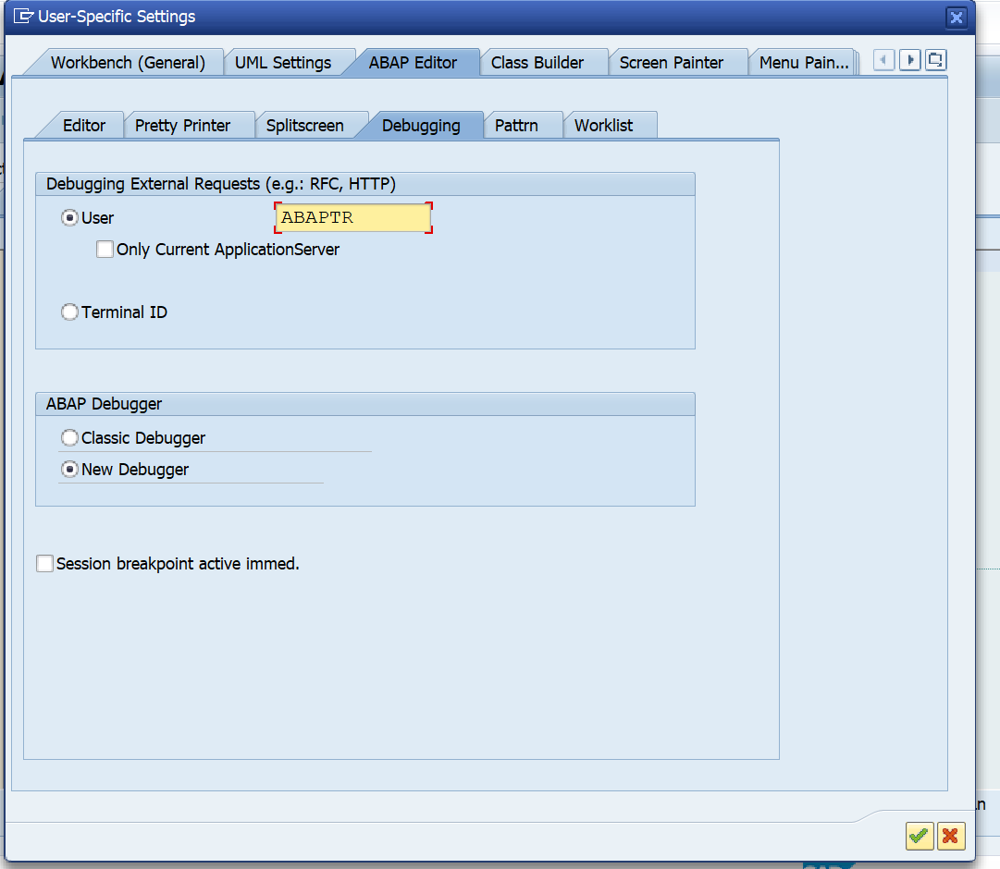 User-Specific Settings
Workbench (General) UML Settings ABAP Editor Class Builder Screen Painter Menu Pain...
Editor Pretty Printer Splitscreen Debugging Pattrn Worklist
Debugging External Requests (e.g.: RFC, HTTP)
User ABAPTR
Only Current ApplicationServer
Terminal ID
ABAP Debugger
Classic Debugger
New Debugger
Session breakpoint active immed.